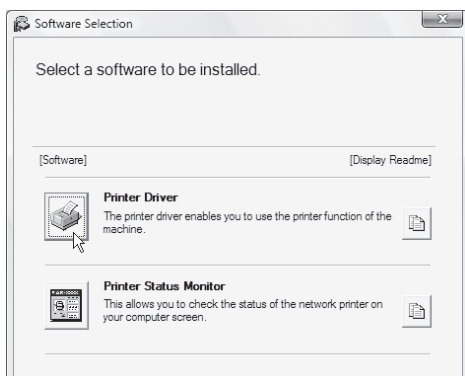 Software Selection
Select a software to be installed.
[Software] [Display Readme]
Printer Driver
The printer driver enables you to use the printer function of the
machine.
Printer Status Monitor
This allows you to check the status of the network printer on
your computer screen.